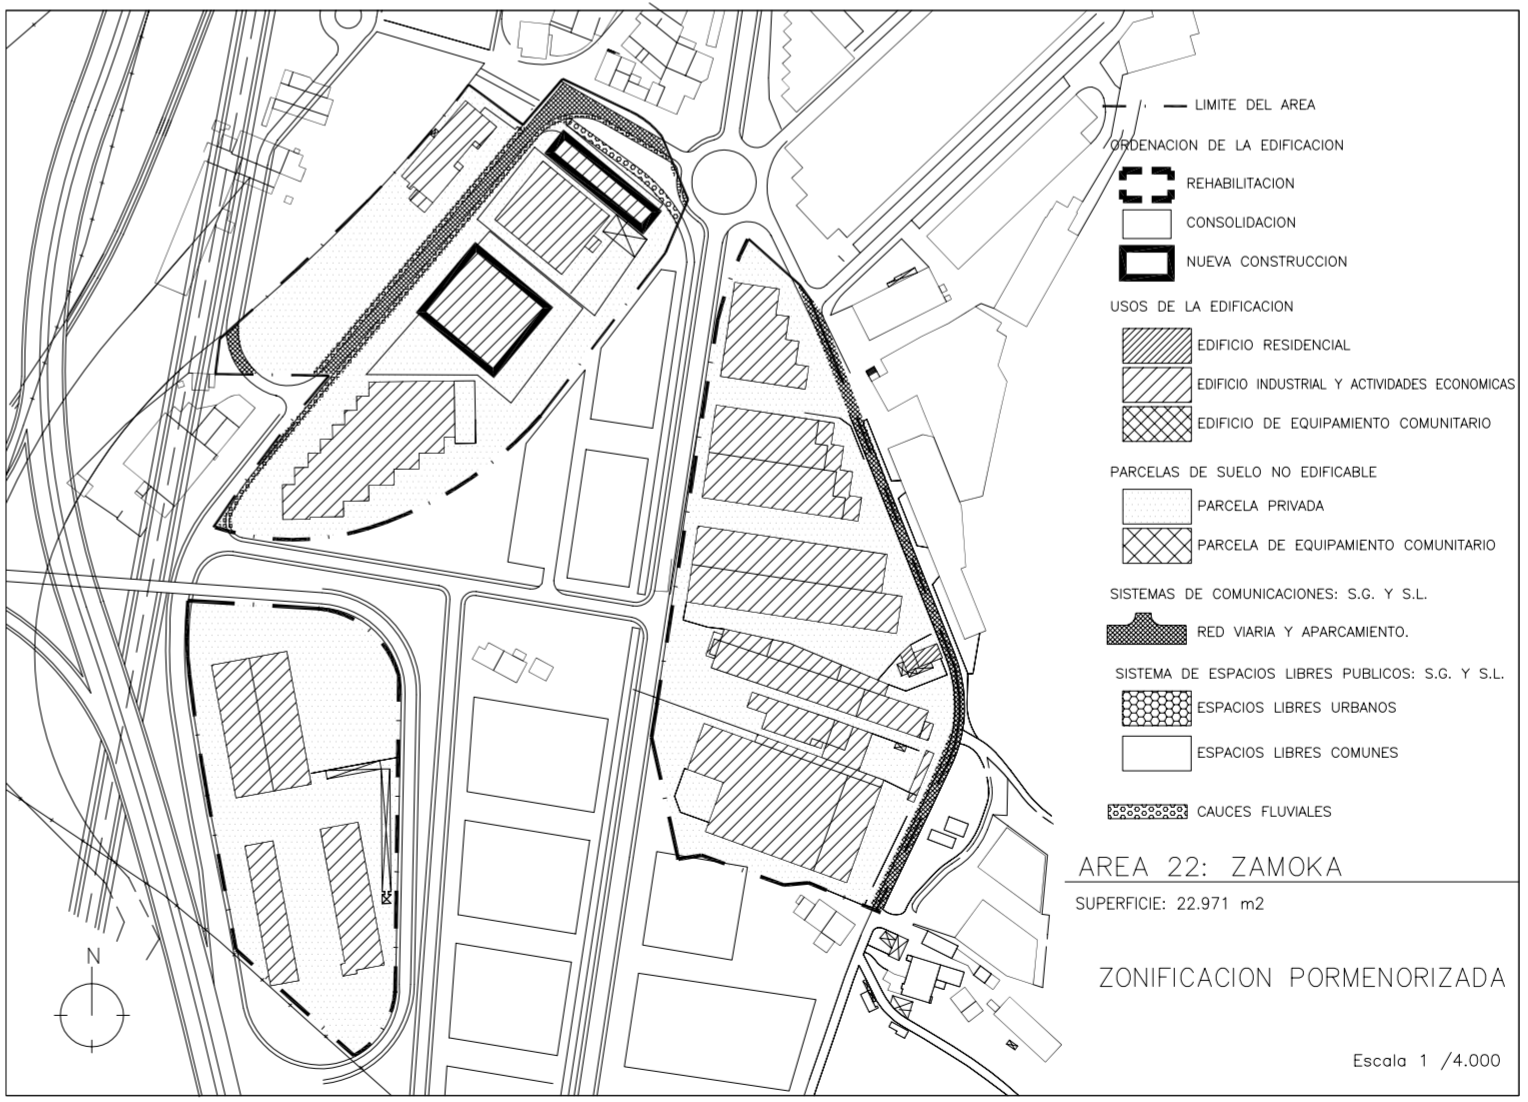 LIMITE DEL AREA
ORDENACION DE LA EDIFICACION
REHABILITACION
CONSOLIDACION
NUEVA CONSTRUCCION
USOS DE LA EDIFICACION
EDIFICIO RESIDENCIAL
EDIFICIO INDUSTRIAL Y ACTIVIDADES ECONOMICAS
EDIFICIO DE EQUIPAMIENTO COMUNITARIO
PARCELAS DE SUELO NO EDIFICABLE
PARCELA PRIVADA
PARCELA DE EQUIPAMIENTO COMUNITARIO
SISTEMAS DE COMUNICACIONES: S.G. Y S.L.
RED VIARIA Y APARCAMIENTO.
SISTEMA DE ESPACIOS LIBRES PUBLICOS: S.G. Y S.L.
ESPACIOS LIBRES URBANOS
ESPACIOS LIBRES COMUNES
CAUCES FLUVIALES
AREA 22: ZAMOKA
SUPERFICIE: 22.971 m2
N
ZONIFICACION PORMENORIZADA
Escala 1 /4.000